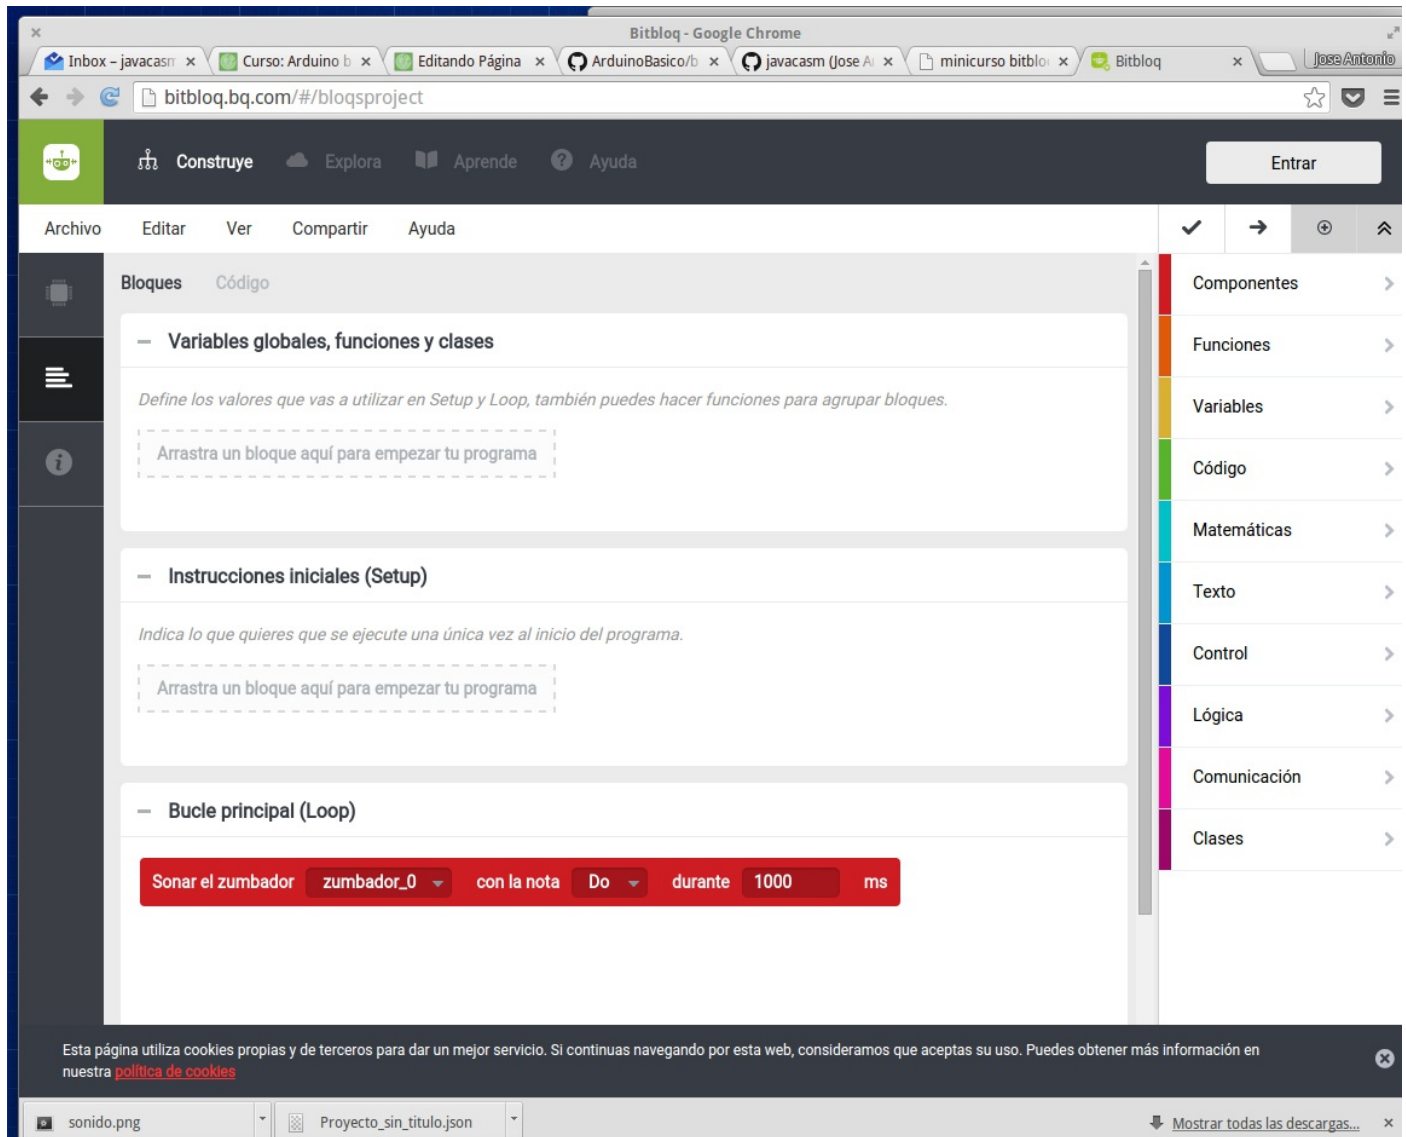 Bitbloq - Google Chrome
Inbox – javacasm
Curso: Arduino b
Editando Página
ArduinoBasico/b
javacasm (Jose A
minicurso bitblo
Bitbloq
Jose Antonio
bitbloq.bq.com/#/bloqsproject
Construye
Explora
Aprende
Ayuda
Entrar
Archivo
Editar
Ver
Compartir
Ayuda
Bloques
Código
Variables globales, funciones y clases
Define los valores que vas a utilizar en Setup y Loop, también puedes hacer funciones para agrupar bloques.
Arrastra un bloque aquí para empezar tu programa
Instrucciones iniciales (Setup)
Indica lo que quieres que se ejecute una única vez al inicio del programa.
Arrastra un bloque aquí para empezar tu programa
Bucle principal (Loop)
Sonar el zumbador zumbador_0 con la nota Do durante 1000 ms
Componentes
Funciones
Variables
Código
Matemáticas
Texto
Control
Lógica
Comunicación
Clases
Esta página utiliza cookies propias y de terceros para dar un mejor servicio. Si continuas navegando por esta web, consideramos que aceptas su uso. Puedes obtener más información en
nuestra política de cookies
sonido.png
Proyecto_sin_titulo.json
Mostrar todas las descargas...